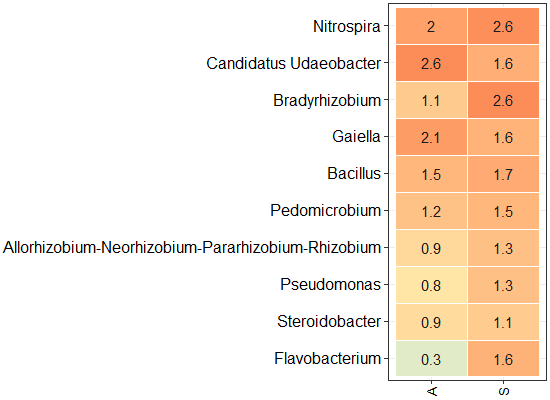 Nitrospira 2 2.6
Candidatus Udaeobacter 2.6 1.6
Bradyrhizobium 1.1 2.6
Gaiella 2.1 1.6
Bacillus 1.5 1.7
Pedomicrobium 1.2 1.5
Allorhizobium-Neorhizobium-Pararhizobium-Rhizobium 0.9 1.3
Pseudomonas 0.8 1.3
Steroidobacter 0.9 1.1
Flavobacterium 0.3 1.6
A S